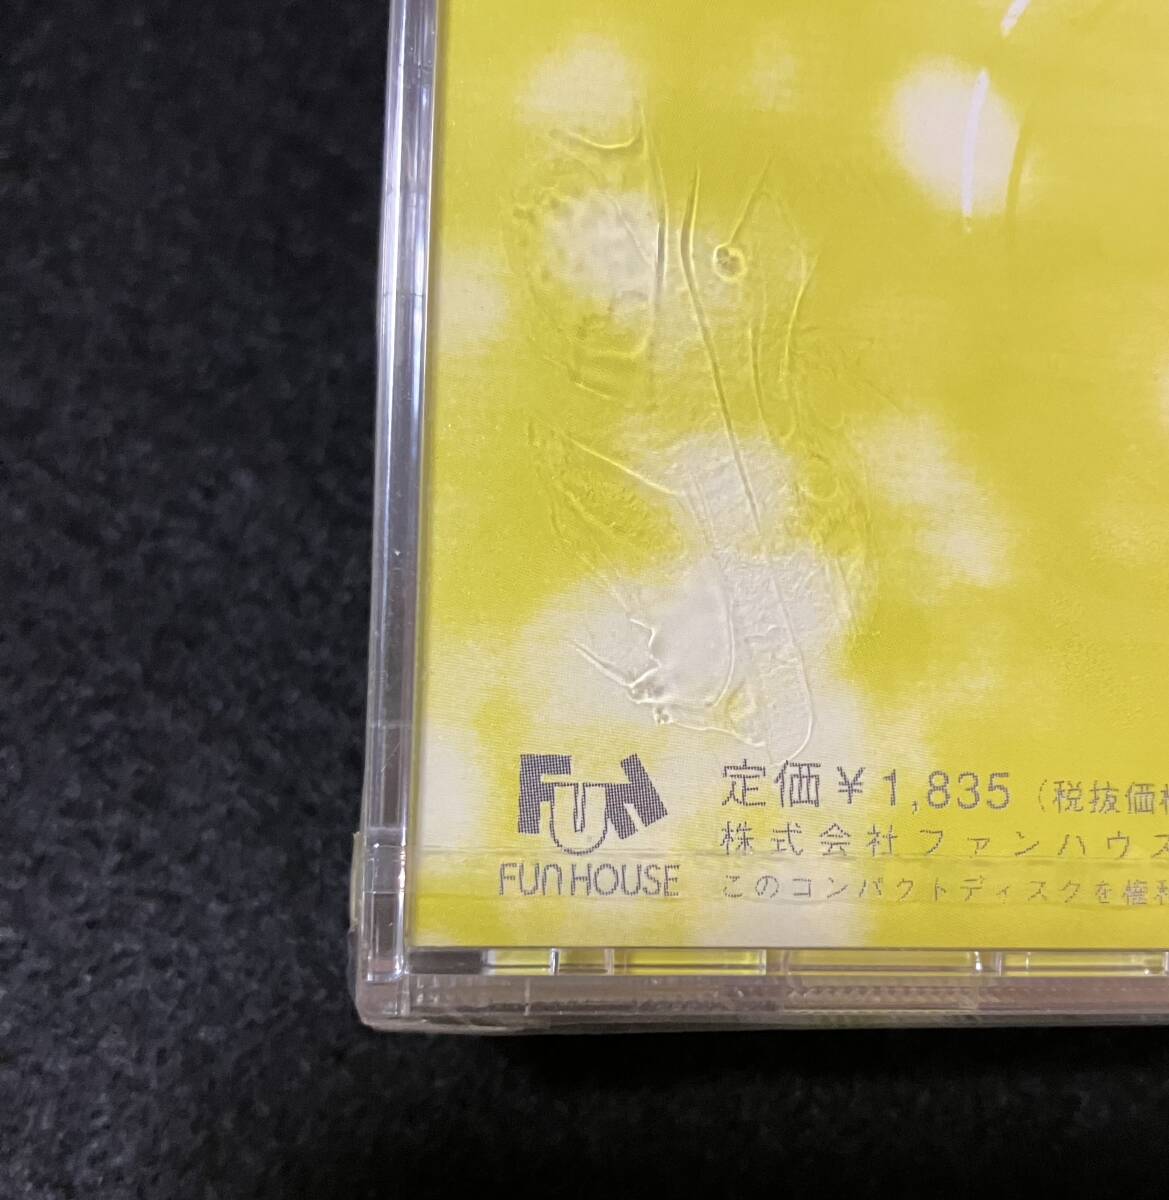 FUN
FUN HOUSE
定価¥1,835（税抜価
株式会社ファンハウス
このコンパクトディスクを権利